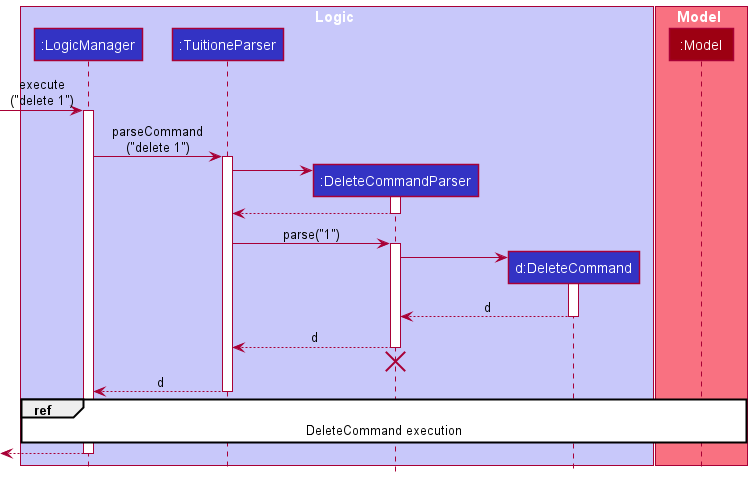 Logic
Model
:LogicManager
:TuitioneParser
:Model
execute
("delete 1")
parseCommand
("delete 1")
:DeleteCommandParser
parse("1")
d:DeleteCommand
d
d
d
ref
DeleteCommand execution